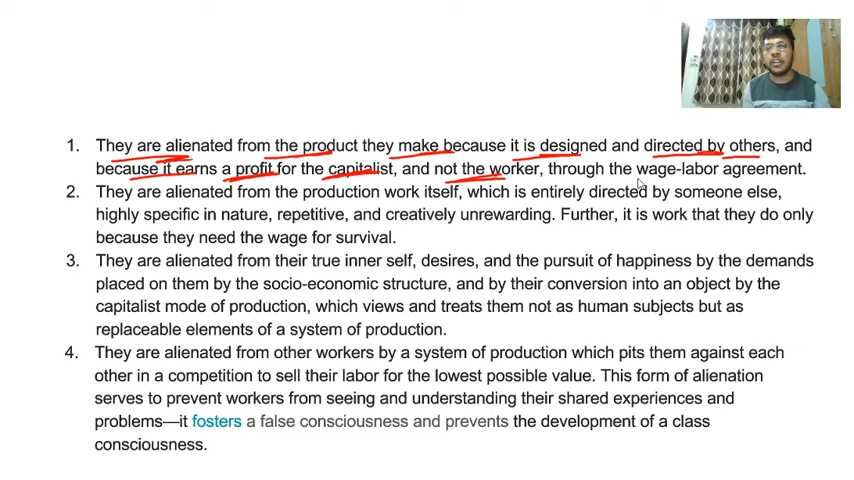 1. They are alienated from the product they make because it is designed and directed by others, and
because it earns a profit for the capitalist, and not the worker, through the wage-labor agreement.
2. They are alienated from the production work itself, which is entirely directed by someone else,
highly specific in nature, repetitive, and creatively unrewarding. Further, it is work that they do only
because they need the wage for survival.
3. They are alienated from their true inner self, desires, and the pursuit of happiness by the demands
placed on them by the socio-economic structure, and by their conversion into an object by the
capitalist mode of production, which views and treats them not as human subjects but as
replaceable elements of a system of production.
4. They are alienated from other workers by a system of production which pits them against each
other in a competition to sell their labor for the lowest possible value. This form of alienation
serves to prevent workers from seeing and understanding their shared experiences and
problems—it fosters a false consciousness and prevents the development of a class
consciousness.